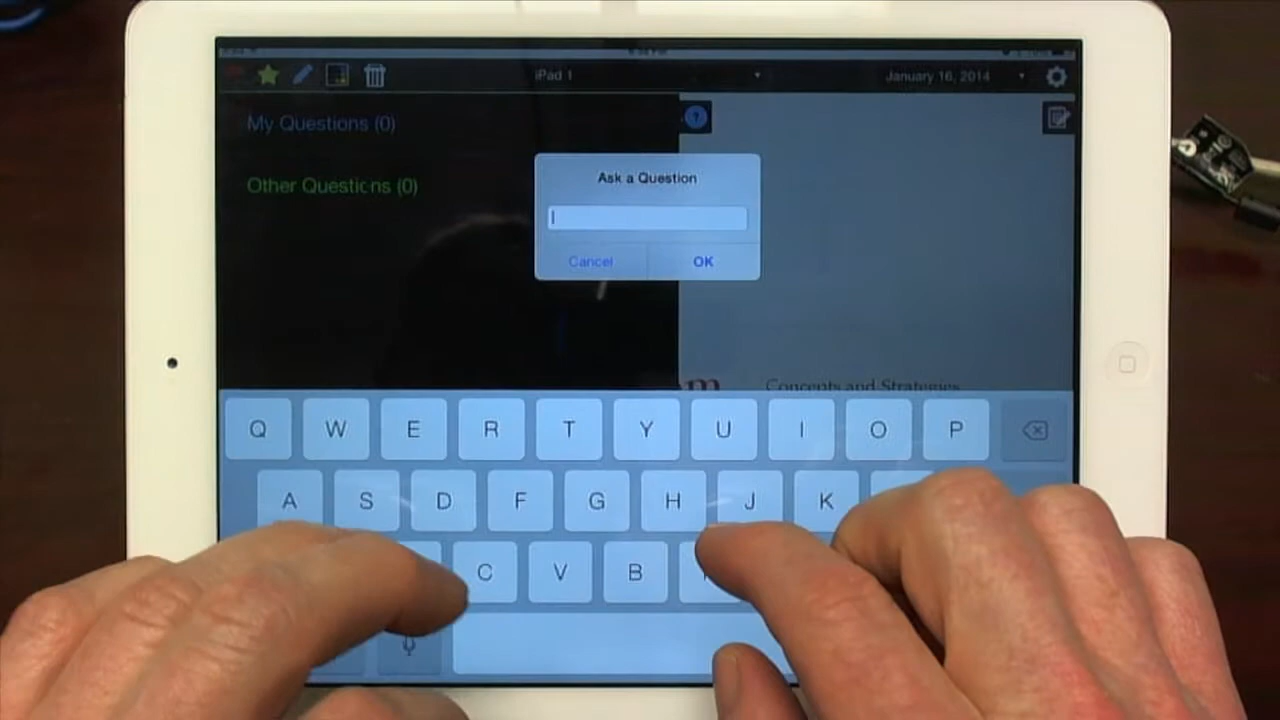 iPad 1
January 16, 2014
My Questions (0)
Other Questions (0)
?
Ask a Question
Cancel
OK
m
Concepts and Strategies
Q W E R T Y U I O P
A S D F G H J K
C V B